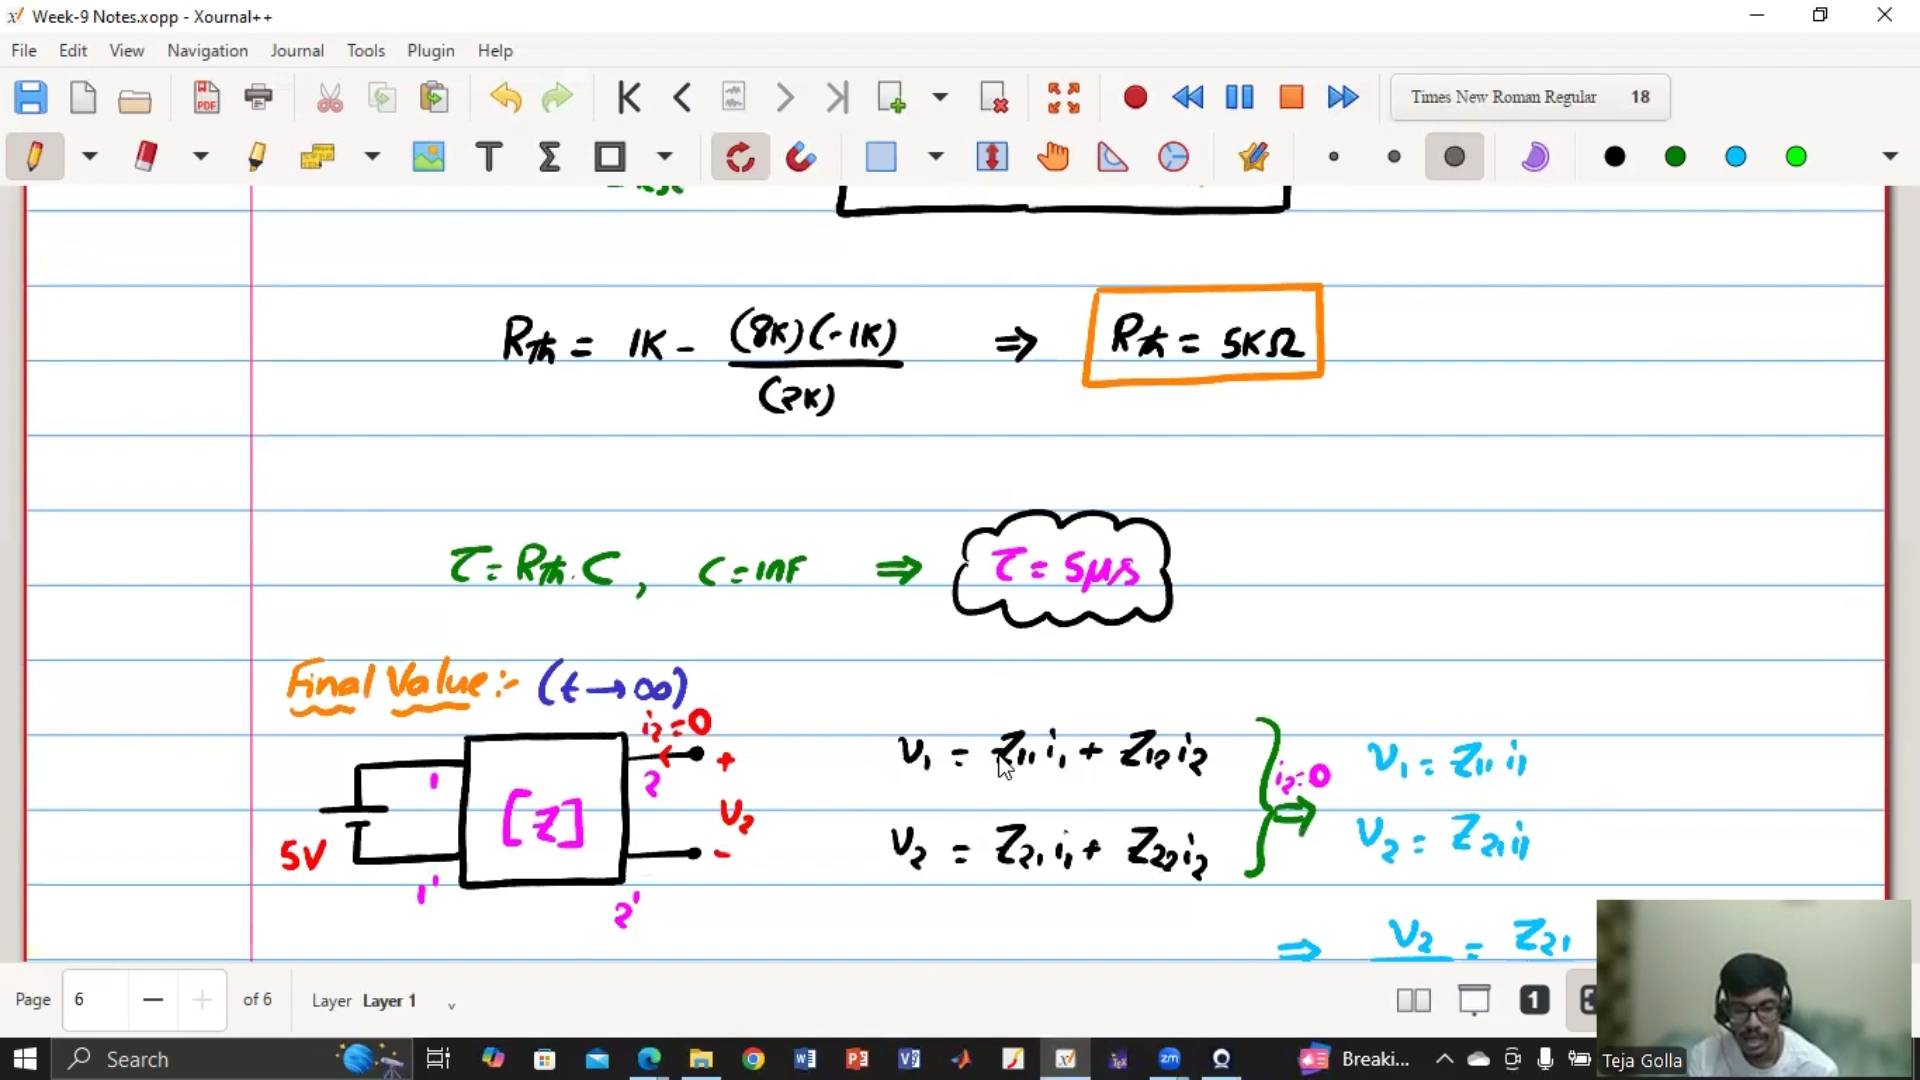 Week-9 Notes.xopp - Xournal++
File Edit View Navigation Journal Tools Plugin Help
PDF
Times New Roman Regular 18
T Σ
Rth = 1K - (8K)(-1K) / (2K) ⇒ Rth = 5KΩ
τ = Rth.C , C = 1nF ⇒ τ = 5μs
Final Value:- (t→∞)
i2=0
1 [Z] 2 + V2 -
5V
1' 2'
V1 = Z11 i1 + Z12 i2
V2 = Z21 i1 + Z22 i2
i2=0
⇒
V1 = Z11 i1
V2 = Z21 i1
⇒ V2 = Z21
Page 6 of 6 Layer Layer 1
1
Search
Breaki...
Teja Golla